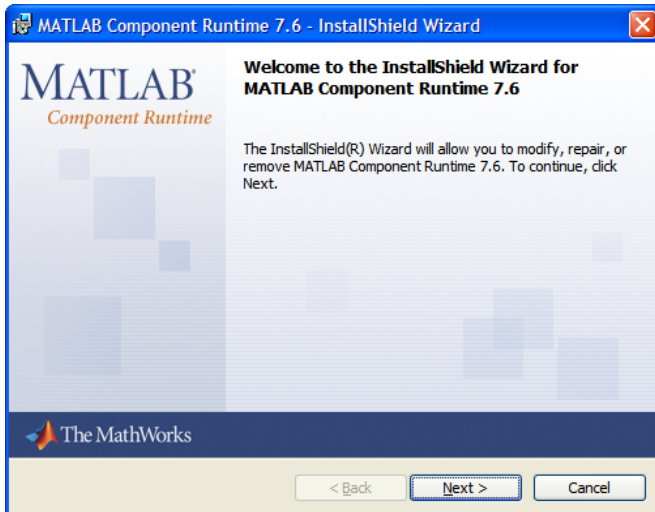 MATLAB Component Runtime 7.6 - InstallShield Wizard
MATLAB®
Component Runtime
Welcome to the InstallShield Wizard for
MATLAB Component Runtime 7.6
The InstallShield(R) Wizard will allow you to modify, repair, or
remove MATLAB Component Runtime 7.6. To continue, click
Next.
The MathWorks
< Back
Next >
Cancel